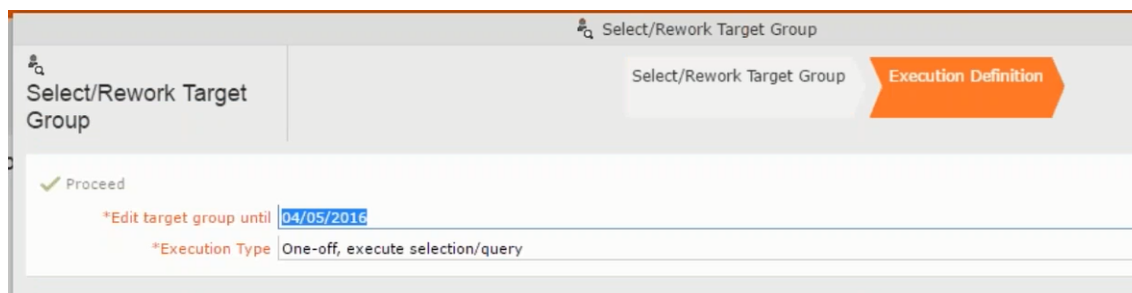 Select/Rework Target Group
Select/Rework Target
Group
Select/Rework Target Group
Execution Definition
Proceed
*Edit target group until 04/05/2016
*Execution Type One-off, execute selection/query